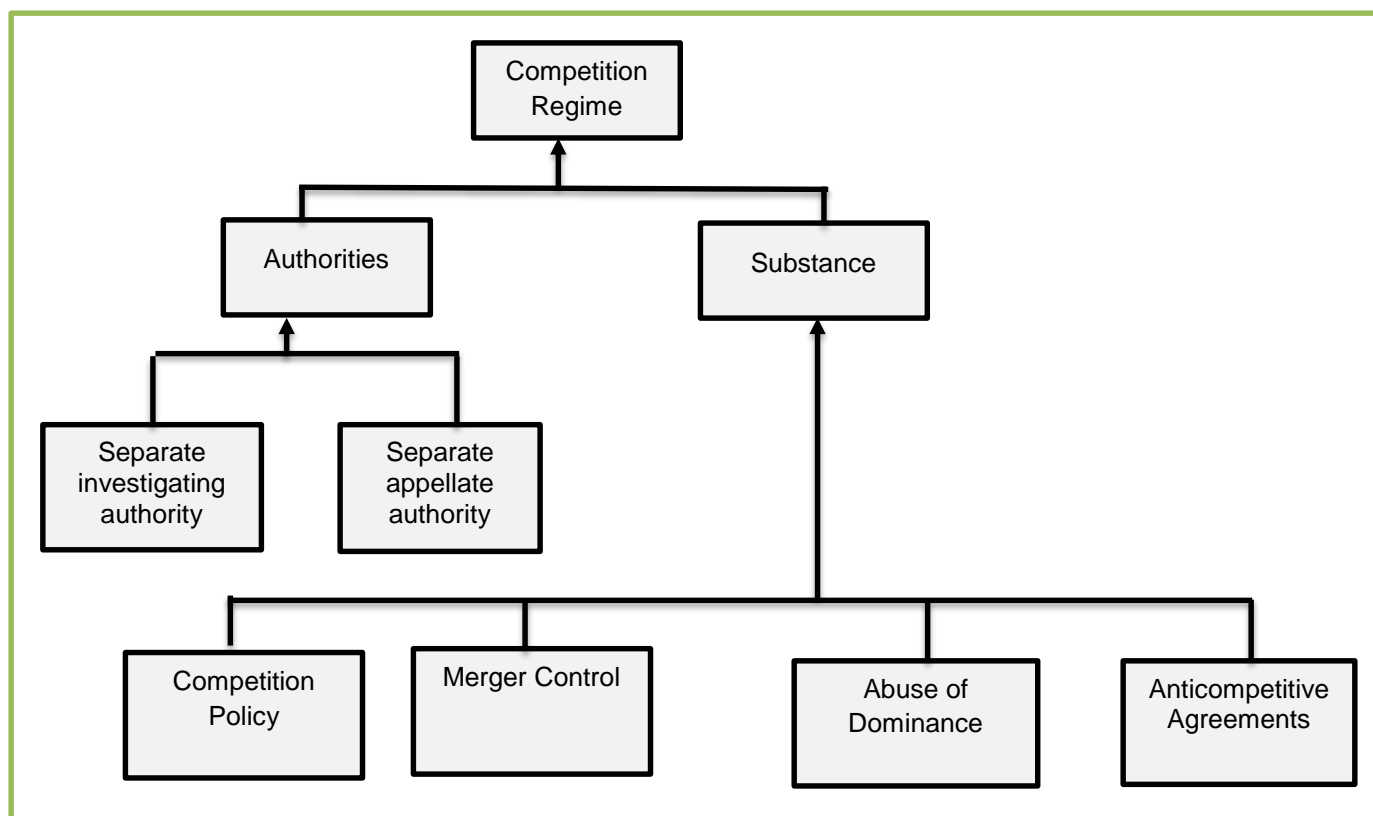 Competition
Regime
Authorities
Substance
Separate
investigating
authority
Separate
appellate
authority
Competition
Policy
Merger Control
Abuse of
Dominance
Anticompetitive
Agreements